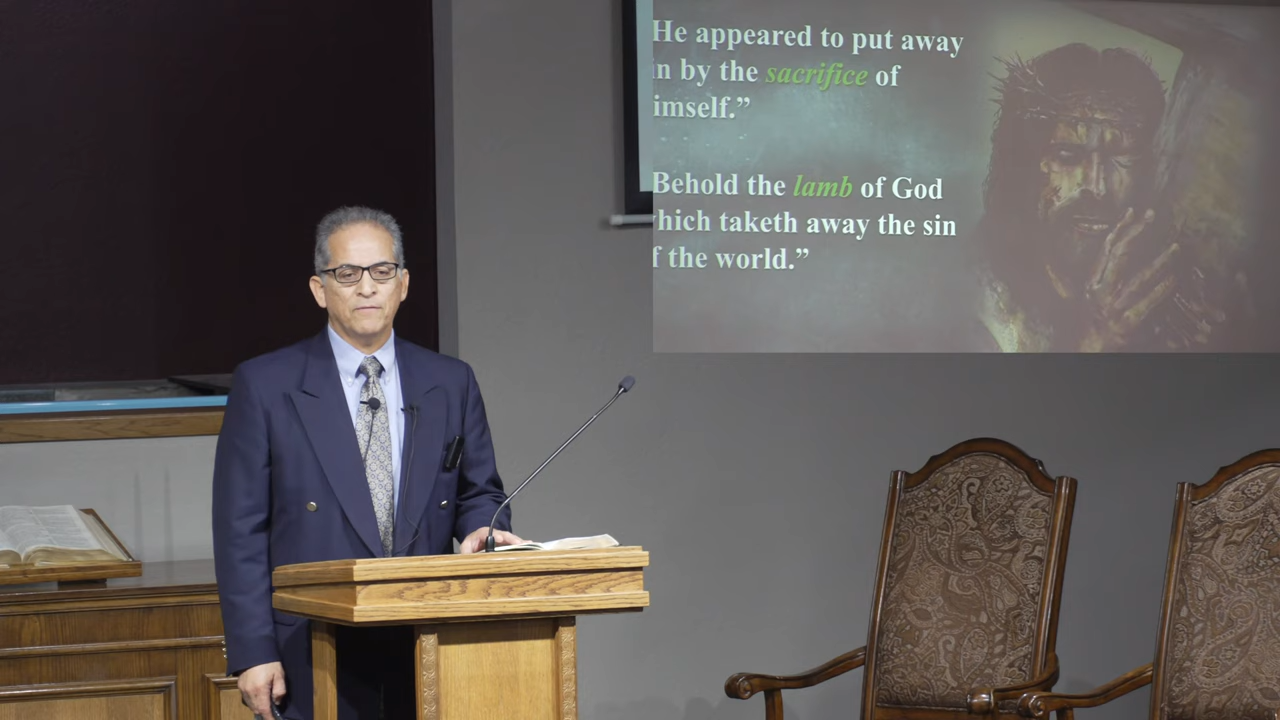 He appeared to put away
in by the sacrifice of
imself.”
Behold the lamb of God
hich taketh away the sin
f the world.”